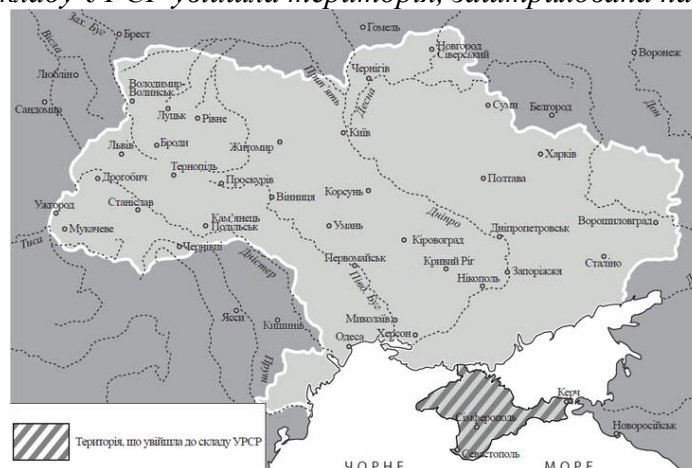 складу УРСР увійшла територія, заштрихована на
Зах. Буг
Брест
Вісла
Гомель
Новгород
Сіверський
Воронеж
Люблін
Чернігів
Володимир-
Волинськ
Прип'ять
Десна
Дон
Сандомир
Суми
Белгород
Луцьк
Рівне
Київ
Львів
Броди
Житомир
Харків
Тернопіль
Дрогобич
Проскурів
Полтава
Ужгород
Станіслав
Вінниця
Корсунь
Мукачеве
Кам'янець
Подільськ
Умань
Дніпро
Ворошиловград
Тиса
Чернівці
Кіровоград
Дніпропетровськ
Дністер
Первомайськ
Кривий Ріг
Сталіно
Запоріжжя
Нікополь
Півд. Буг
Ясси
Кишинів
Миколаїв
Прут
Одеса
Херсон
Керч
Сімферополь
Новоросійськ
Територія, що увійшла до складу УРСР
Севастополь
ЧОРНЕ МОРЕ